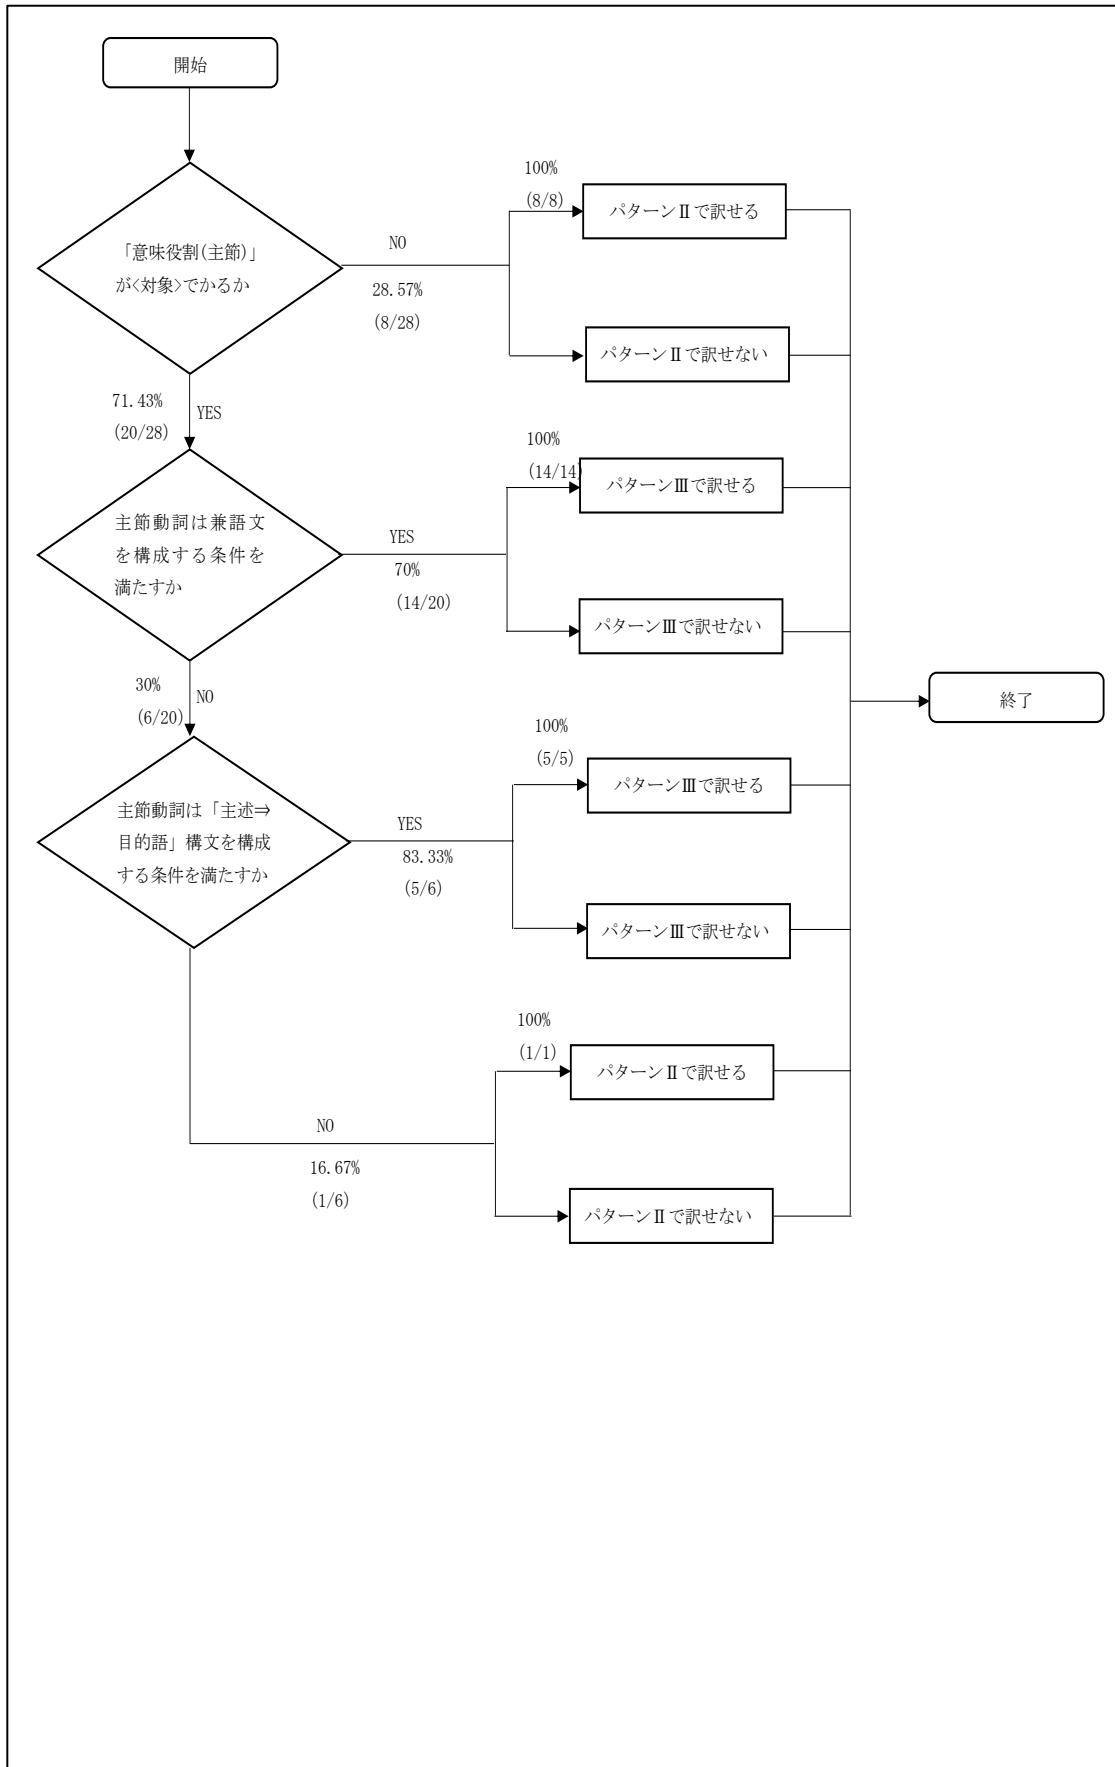 開始
「意味役割(主節)」
が<対象>でかるか
NO
28.57%
(8/28)
100%
(8/8)
パターンⅡで訳せる
パターンⅡで訳せない
71.43%
(20/28)
YES
主節動詞は兼語文
を構成する条件を
満たすか
YES
70%
(14/20)
100%
(14/14)
パターンⅢで訳せる
パターンⅢで訳せない
30%
(6/20)
NO
終了
主節動詞は「主述⇒
目的語」構文を構成
する条件を満たすか
YES
83.33%
(5/6)
100%
(5/5)
パターンⅢで訳せる
パターンⅢで訳せない
NO
16.67%
(1/6)
100%
(1/1)
パターンⅡで訳せる
パターンⅡで訳せない